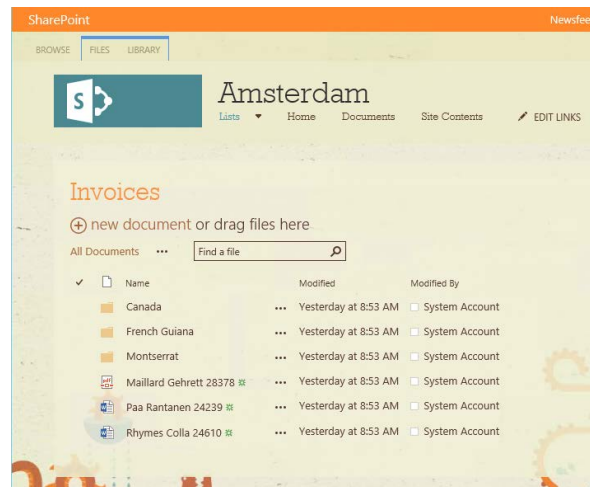 SharePoint Newsfee
BROWSE FILES LIBRARY
S
Amsterdam
Lists Home Documents Site Contents EDIT LINKS
Invoices
new document or drag files here
All Documents ••• Find a file
Name Modified Modified By
Canada ••• Yesterday at 8:53 AM System Account
French Guiana ••• Yesterday at 8:53 AM System Account
Montserrat ••• Yesterday at 8:53 AM System Account
Maillard Gehrett 28378 ••• Yesterday at 8:53 AM System Account
Paa Rantanen 24239 ••• Yesterday at 8:53 AM System Account
Rhymes Colla 24610 ••• Yesterday at 8:53 AM System Account